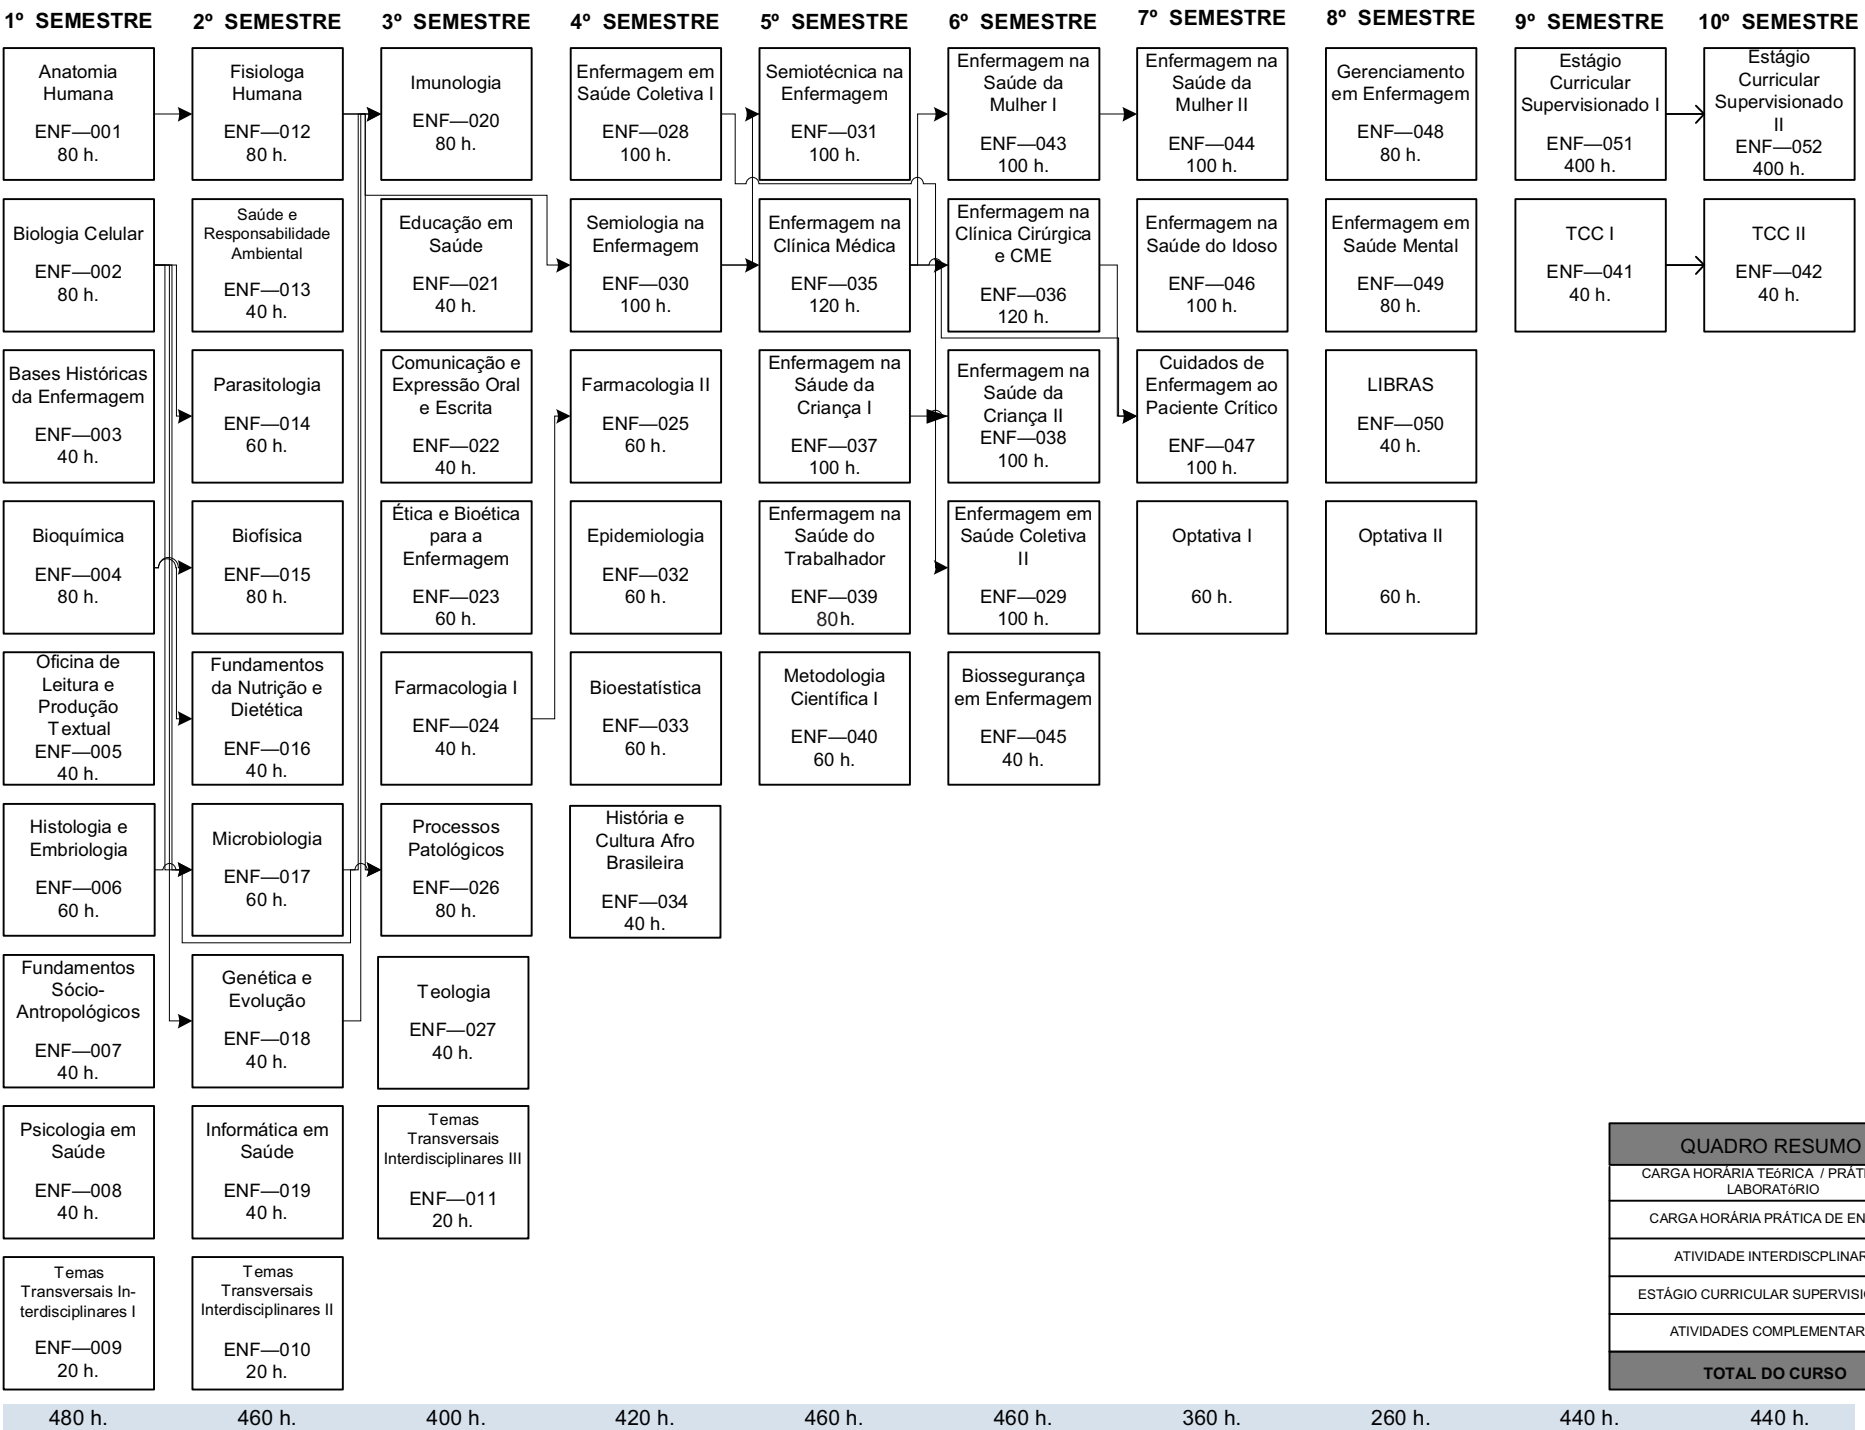 1º SEMESTRE
2º SEMESTRE
3º SEMESTRE
4º SEMESTRE
5º SEMESTRE
6º SEMESTRE
7º SEMESTRE
8º SEMESTRE
9º SEMESTRE
10º SEMESTRE
Anatomia
Humana
ENF—001
80 h.
Fisiologa
Humana
ENF—012
80 h.
Imunologia
ENF—020
80 h.
Enfermagem em
Saúde Coletiva I
ENF—028
100 h.
Semiotécnica na
Enfermagem
ENF—031
100 h.
Enfermagem na
Saúde da
Mulher I
ENF—043
100 h.
Enfermagem na
Saúde da
Mulher II
ENF—044
100 h.
Gerenciamento
em Enfermagem
ENF—048
80 h.
Estágio
Curricular
Supervisionado I
ENF—051
400 h.
Estágio
Curricular
Supervisionado
II
ENF—052
400 h.
Biologia Celular
ENF—002
80 h.
Saúde e
Responsabilidade
Ambiental
ENF—013
40 h.
Educação em
Saúde
ENF—021
40 h.
Semiologia na
Enfermagem
ENF—030
100 h.
Enfermagem na
Clínica Médica
ENF—035
120 h.
Enfermagem na
Clínica Cirúrgica
e CME
ENF—036
120 h.
Enfermagem na
Saúde do Idoso
ENF—046
100 h.
Enfermagem em
Saúde Mental
ENF—049
80 h.
TCC I
ENF—041
40 h.
TCC II
ENF—042
40 h.
Bases Históricas
da Enfermagem
ENF—003
40 h.
Parasitologia
ENF—014
60 h.
Comunicação e
Expressão Oral
e Escrita
ENF—022
40 h.
Farmacologia II
ENF—025
60 h.
Enfermagem na
Sáude da
Criança I
ENF—037
100 h.
Enfermagem na
Saúde da
Criança II
ENF—038
100 h.
Cuidados de
Enfermagem ao
Paciente Crítico
ENF—047
100 h.
LIBRAS
ENF—050
40 h.
Bioquímica
ENF—004
80 h.
Biofísica
ENF—015
80 h.
Ética e Bioética
para a
Enfermagem
ENF—023
60 h.
Epidemiologia
ENF—032
60 h.
Enfermagem na
Saúde do
Trabalhador
ENF—039
80h.
Enfermagem em
Saúde Coletiva
II
ENF—029
100 h.
Optativa I
60 h.
Optativa II
60 h.
Oficina de
Leitura e
Produção
Textual
ENF—005
40 h.
Fundamentos
da Nutrição e
Dietética
ENF—016
40 h.
Farmacologia I
ENF—024
40 h.
Bioestatística
ENF—033
60 h.
Metodologia
Científica I
ENF—040
60 h.
Biossegurança
em Enfermagem
ENF—045
40 h.
Histologia e
Embriologia
ENF—006
60 h.
Microbiologia
ENF—017
60 h.
Processos
Patológicos
ENF—026
80 h.
História e
Cultura Afro
Brasileira
ENF—034
40 h.
Fundamentos
Sócio-
Antropológicos
ENF—007
40 h.
Genética e
Evolução
ENF—018
40 h.
Teologia
ENF—027
40 h.
Psicologia em
Saúde
ENF—008
40 h.
Informática em
Saúde
ENF—019
40 h.
Temas
Transversais
Interdisciplinares III
ENF—011
20 h.
Temas
Transversais In-
terdisciplinares I
ENF—009
20 h.
Temas
Transversais
Interdisciplinares II
ENF—010
20 h.
QUADRO RESUMO
CARGA HORÁRIA TEóRICA / PRÁT
LABORATóRIO
CARGA HORÁRIA PRÁTICA DE EN
ATIVIDADE INTERDISCPLINAR
ESTÁGIO CURRICULAR SUPERVISI
ATIVIDADES COMPLEMENTAR
TOTAL DO CURSO
480 h.
460 h.
400 h.
420 h.
460 h.
460 h.
360 h.
260 h.
440 h.
440 h.